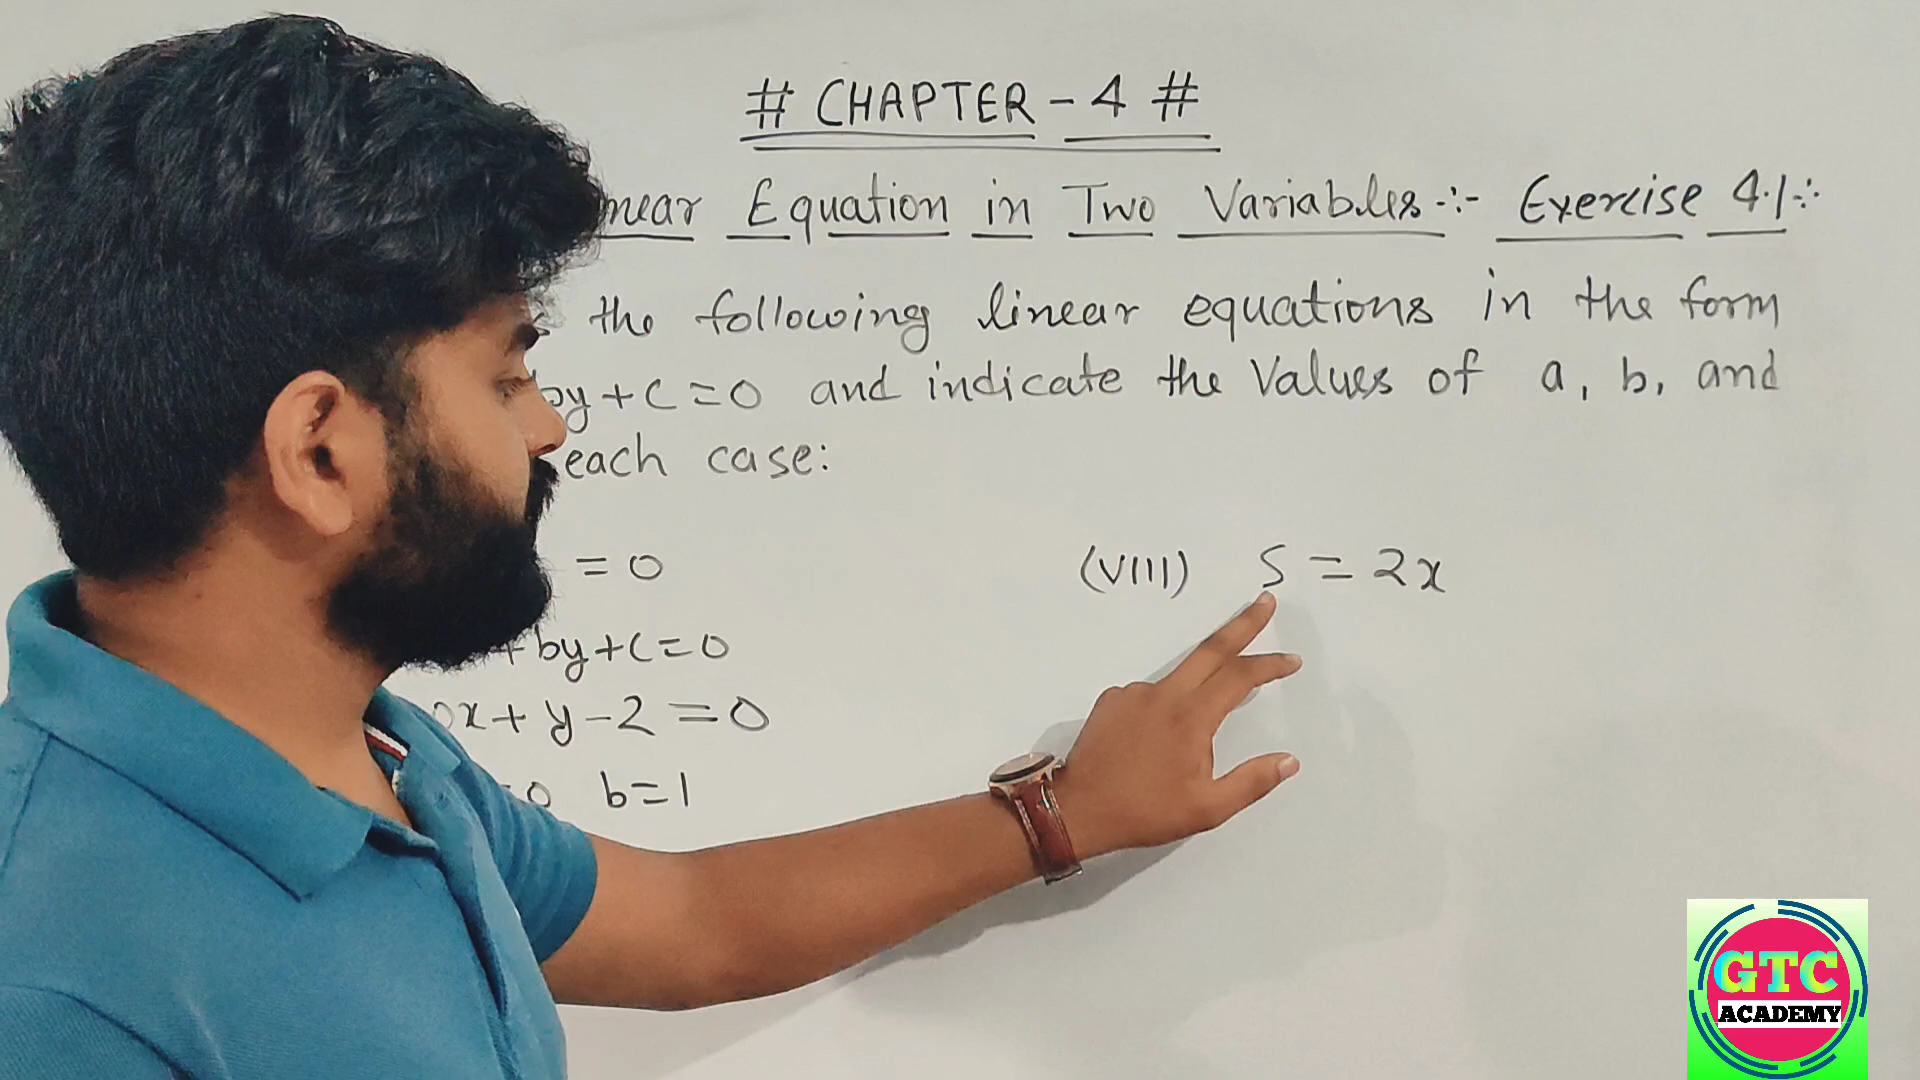 # CHAPTER - 4 #
near Equation in Two Variables :- Exercise 4.1 :-
the following linear equations in the form
by + c = 0 and indicate the Values of a, b, and
each case:
= 0
(VIII) 5 = 2x
+ by + c = 0
0x + y - 2 = 0
= 0 b = 1
GTC
ACADEMY